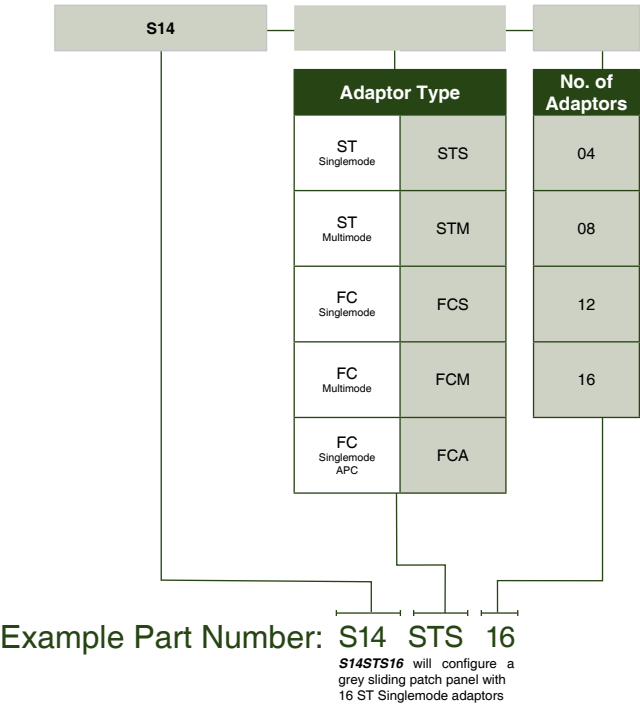 S14
Adaptor Type
No. of
Adaptors
ST
Singlemode
STS
04
ST
Multimode
STM
08
FC
Singlemode
FCS
12
FC
Multimode
FCM
16
FC
Singlemode
APC
FCA
Example Part Number: S14 STS 16
S14STS16 will configure a
grey sliding patch panel with
16 ST Singlemode adaptors